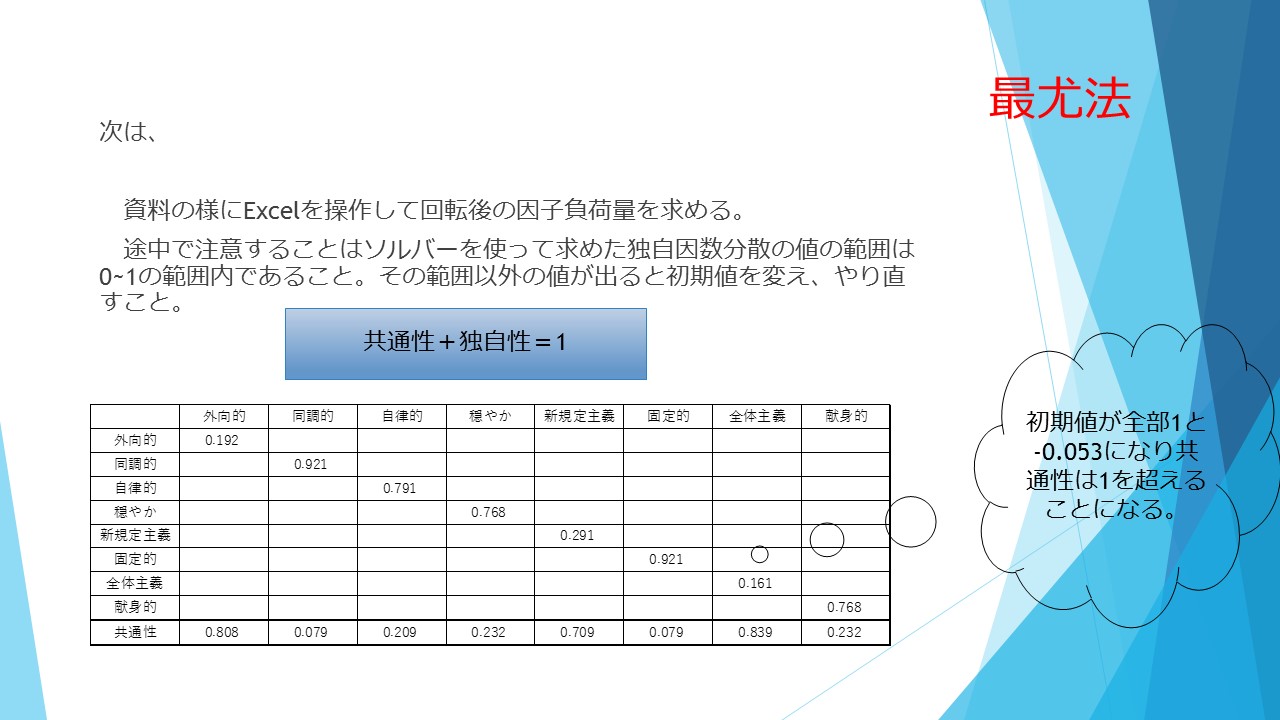 最尤法
次は、
資料の様にExcelを操作して回転後の因子負荷量を求める。
途中で注意することはソルバーを使って求めた独自因数分散の値の範囲は
0~1の範囲内であること。その範囲以外の値が出ると初期値を変え、やり直
すこと。
共通性＋独自性＝1
外向的 同調的 自律的 穏やか 新規定主義 固定的 全体主義 献身的
外向的 0.192
同調的 0.921
自律的 0.791
穏やか 0.768
新規定主義 0.291
固定的 0.921
全体主義 0.161
献身的 0.768
共通性 0.808 0.079 0.209 0.232 0.709 0.079 0.839 0.232
初期値が全部1と
-0.053になり共
通性は1を超える
ことになる。